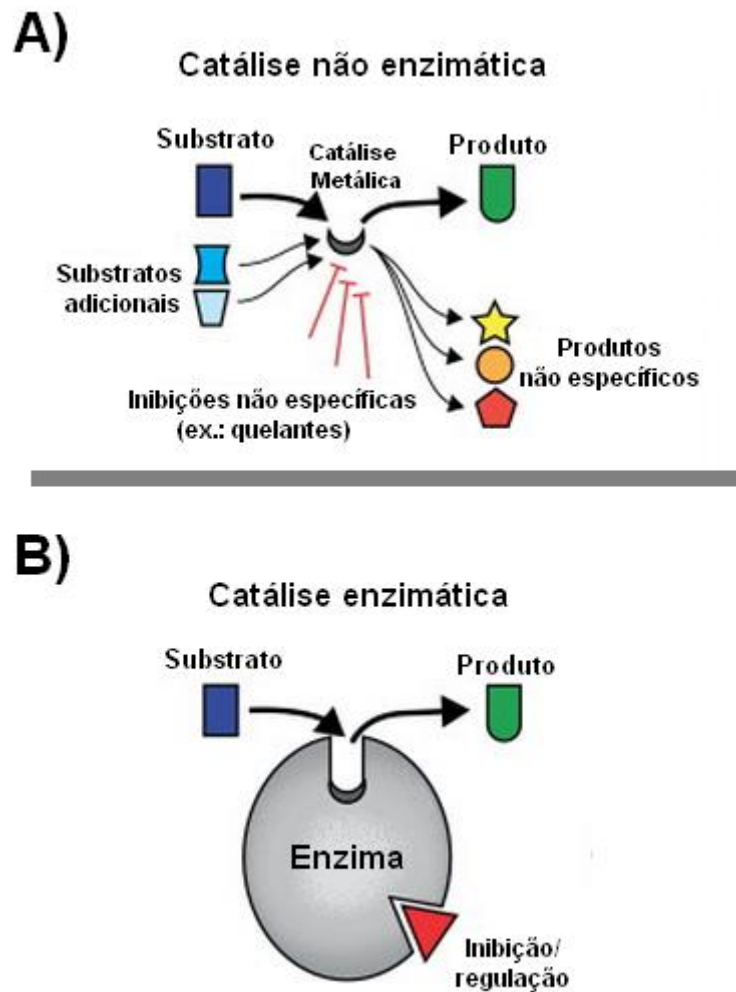 A)
Catálise não enzimática
Substrato
Catálise
Metálica
Produto
Substratos
adicionais
Produtos
não específicos
Inibições não específicas
(ex.: quelantes)
B)
Catálise enzimática
Substrato
Produto
Enzima
Inibição/
regulação